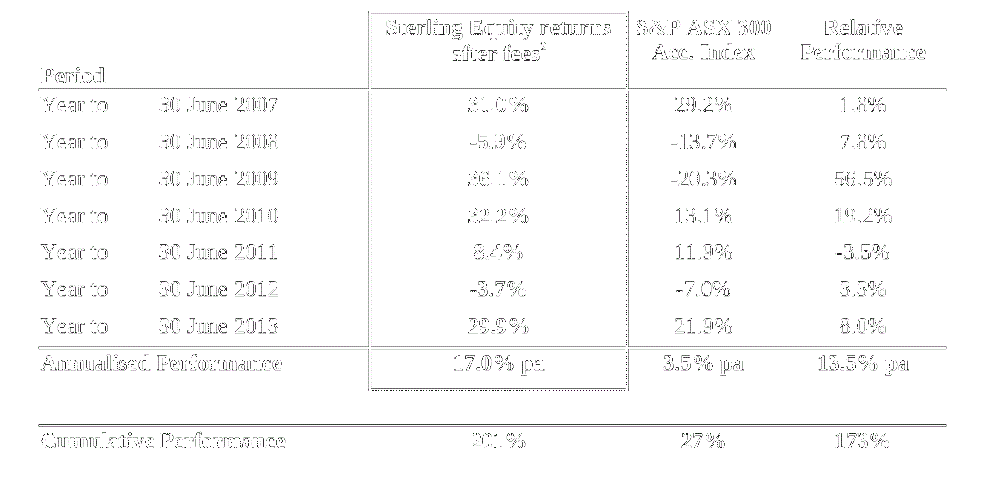 Sterling Equity returns S&P ASX 300 Relative
after fees² Acc. Index Performance
Period
Year to 30 June 2007 31.0% 29.2% 1.8%
Year to 30 June 2008 -5.9% -13.7% 7.8%
Year to 30 June 2009 36.1% -20.3% 56.5%
Year to 30 June 2010 32.2% 13.1% 19.2%
Year to 30 June 2011 8.4% 11.9% -3.5%
Year to 30 June 2012 -3.7% -7.0% 3.3%
Year to 30 June 2013 29.9% 21.9% 8.0%
Annualised Performance 17.0% pa 3.5% pa 13.5% pa
Cumulative Performance 201% 27% 173%